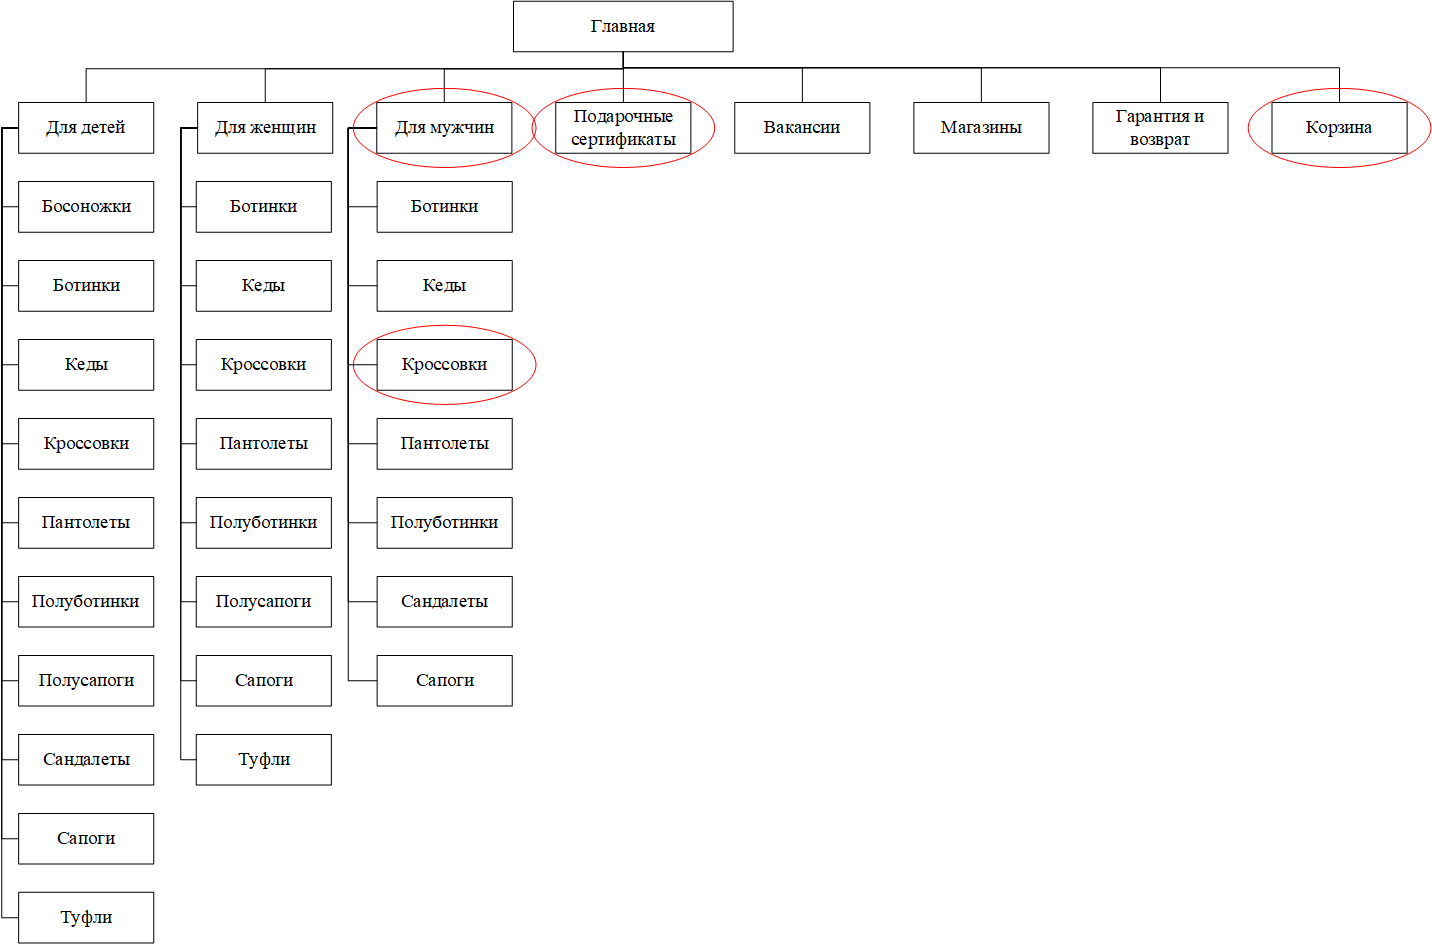 Главная
Для детей
Для женщин
Для мужчин
Подарочные
сертификаты
Вакансии
Магазины
Гарантия и
возврат
Корзина
Босоножки
Ботинки
Кеды
Кроссовки
Пантолеты
Полуботинки
Полусапоги
Сандалеты
Сапоги
Туфли
Ботинки
Кеды
Кроссовки
Пантолеты
Полуботинки
Полусапоги
Сапоги
Туфли
Ботинки
Кеды
Кроссовки
Пантолеты
Полуботинки
Сандалеты
Сапоги